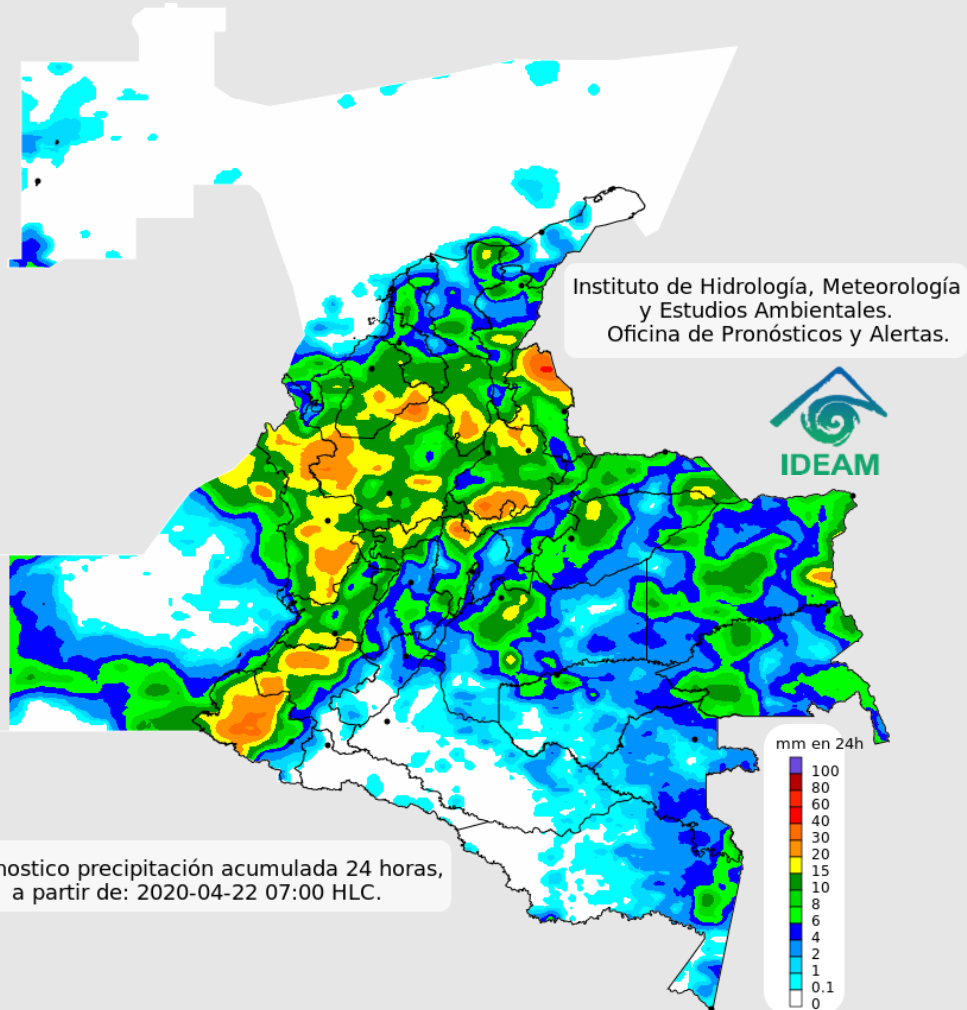 Instituto de Hidrología, Meteorología
y Estudios Ambientales.
Oficina de Pronósticos y Alertas.
IDEAM
mm en 24h
100
80
60
40
30
20
15
10
8
6
4
2
1
0.1
0
nostico precipitación acumulada 24 horas,
a partir de: 2020-04-22 07:00 HLC.